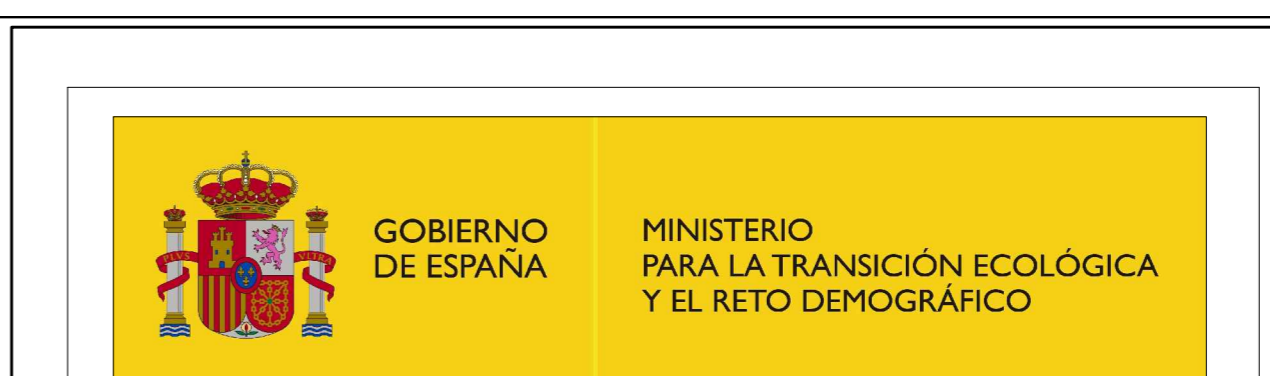 GOBIERNO
DE ESPAÑA
MINISTERIO
PARA LA TRANSICIÓN ECOLÓGICA
Y EL RETO DEMOGRÁFICO
PLVS
VLTRA